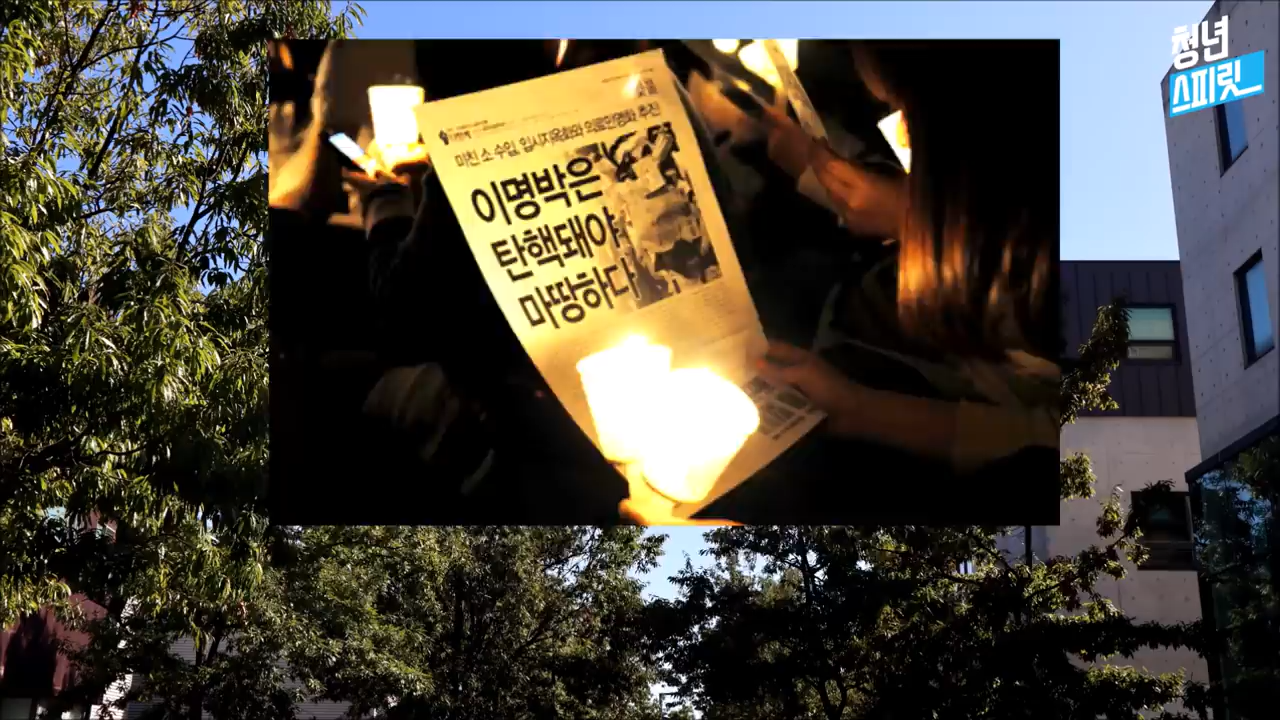 청년
스피릿
미친 소 수입, 입시지옥화와 의료민영화 추진
이명박은
탄핵돼야
마땅하다